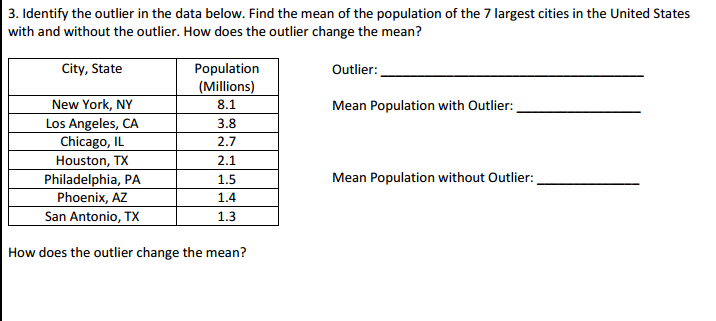 3. Identify the outlier in the data below. Find the mean of the population of the 7 largest cities in the United States
with and without the outlier. How does the outlier change the mean?
City, State Population
(Millions)
New York, NY 8.1
Los Angeles, CA 3.8
Chicago, IL 2.7
Houston, TX 2.1
Philadelphia, PA 1.5
Phoenix, AZ 1.4
San Antonio, TX 1.3
Outlier:
Mean Population with Outlier:
Mean Population without Outlier:
How does the outlier change the mean?